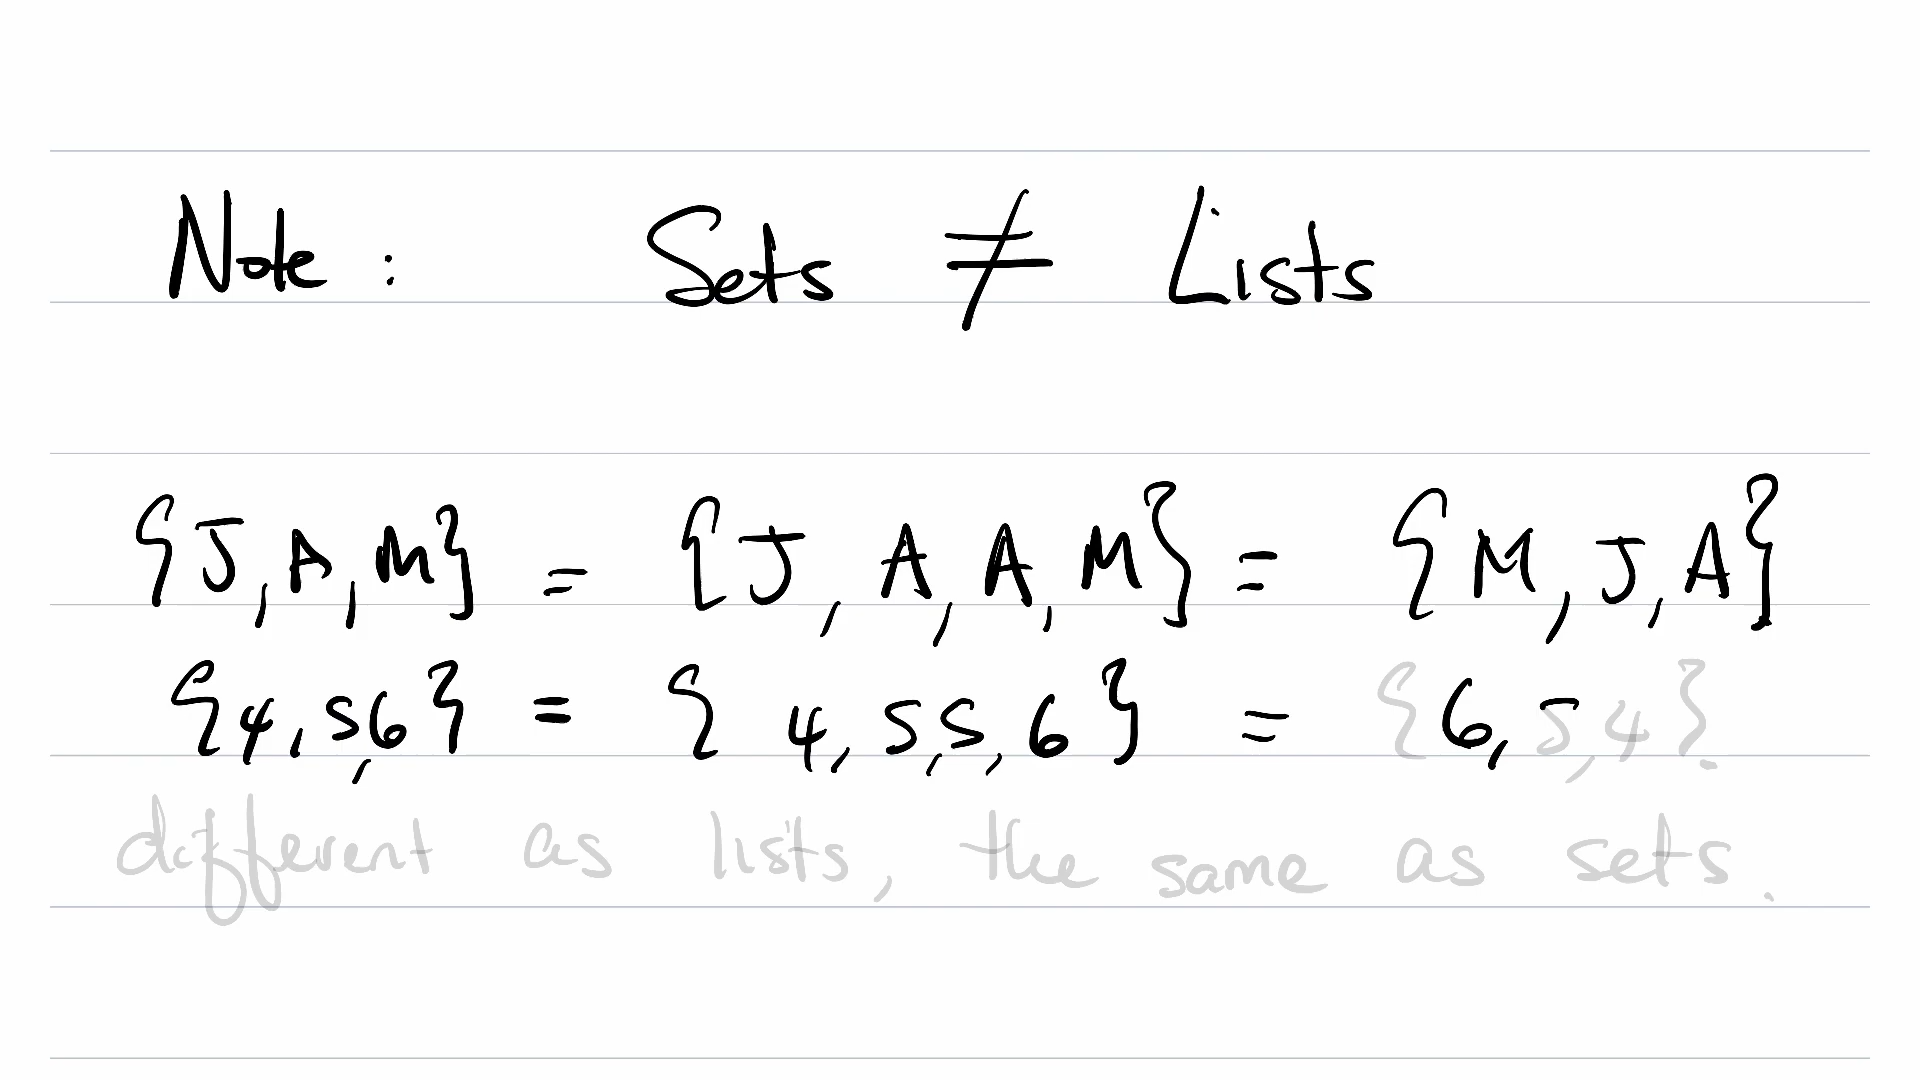 Note : Sets ≠ Lists
{J, A, M} = {J, A, A, M} = {M, J, A}
{4, 5, 6} = {4, 5, 5, 6} = {6, 5, 4}.
different as lists, the same as sets.